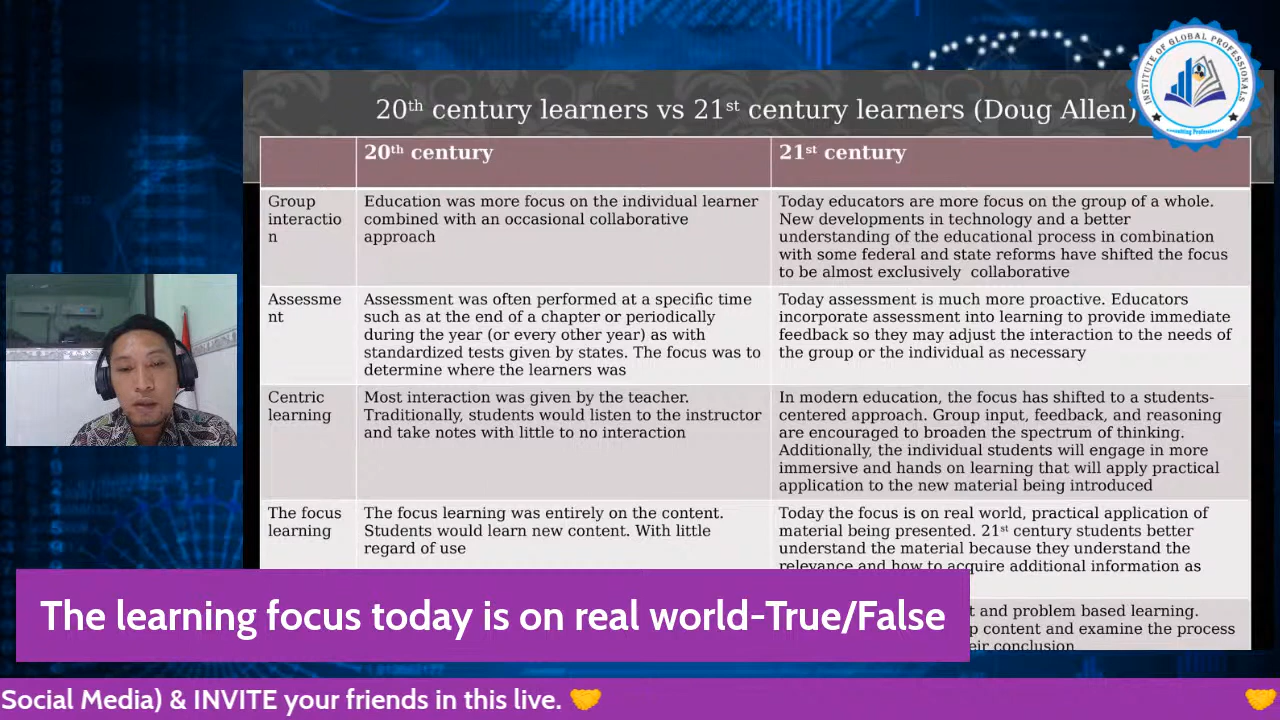 INSTITUTE OF GLOBAL PROFESSIONALS
Consulting Professionals
20th century learners vs 21st century learners (Doug Allen)
20th century
21st century
Group
interactio
n
Education was more focus on the individual learner
combined with an occasional collaborative
approach
Today educators are more focus on the group of a whole.
New developments in technology and a better
understanding of the educational process in combination
with some federal and state reforms have shifted the focus
to be almost exclusively collaborative
Assessme
nt
Assessment was often performed at a specific time
such as at the end of a chapter or periodically
during the year (or every other year) as with
standardized tests given by states. The focus was to
determine where the learners was
Today assessment is much more proactive. Educators
incorporate assessment into learning to provide immediate
feedback so they may adjust the interaction to the needs of
the group or the individual as necessary
Centric
learning
Most interaction was given by the teacher.
Traditionally, students would listen to the instructor
and take notes with little to no interaction
In modern education, the focus has shifted to a students-
centered approach. Group input, feedback, and reasoning
are encouraged to broaden the spectrum of thinking.
Additionally, the individual students will engage in more
immersive and hands on learning that will apply practical
application to the new material being introduced
The focus
learning
The focus learning was entirely on the content.
Students would learn new content. With little
regard of use
Today the focus is on real world, practical application of
material being presented. 21st century students better
understand the material because they understand the
relevance and how to acquire additional information as
and problem based learning.
content and examine the process
conclusion
The learning focus today is on real world-True/False
Social Media) & INVITE your friends in this live. 🤝
🤝